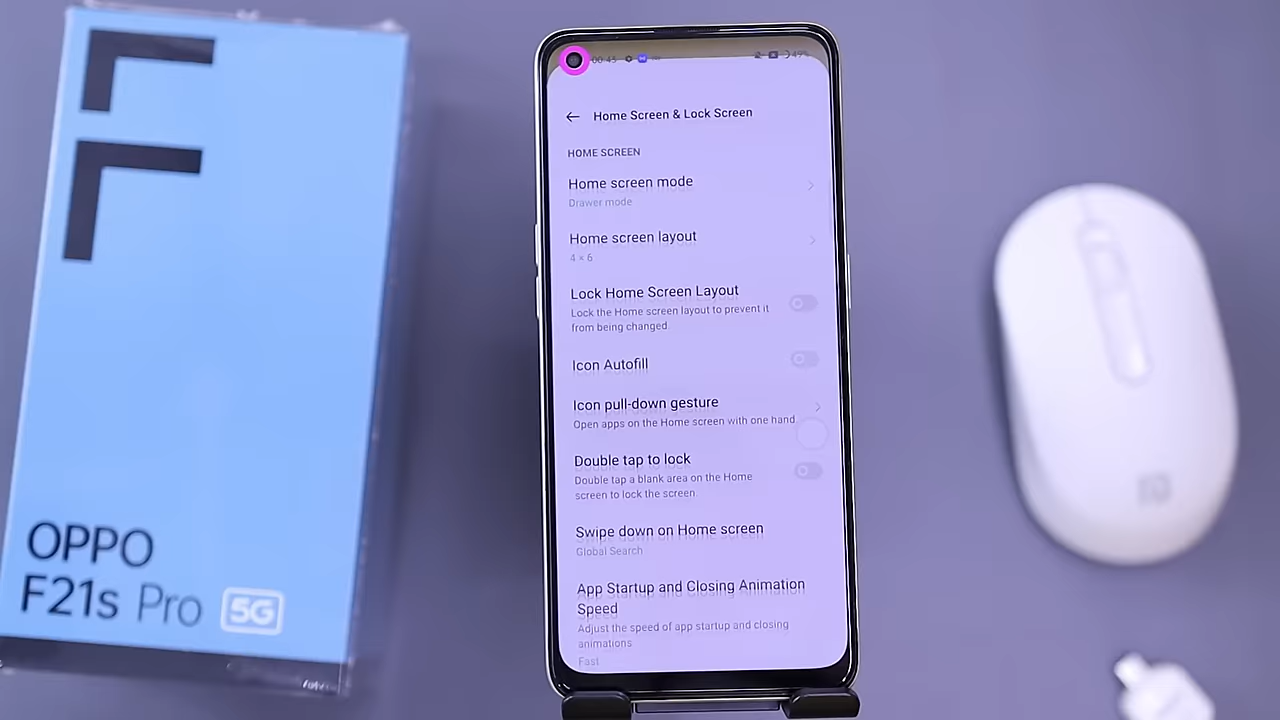 OPPO
F21s Pro 5G
00:45
49%
Home Screen & Lock Screen
HOME SCREEN
Home screen mode
Drawer mode
Home screen layout
4 × 6
Lock Home Screen Layout
Lock the Home screen layout to prevent it
from being changed.
Icon Autofill
Icon pull-down gesture
Open apps on the Home screen with one hand
Double tap to lock
Double tap a blank area on the Home
screen to lock the screen.
Swipe down on Home screen
Global Search
App Startup and Closing Animation
Speed
Adjust the speed of app startup and closing
animations
Fast